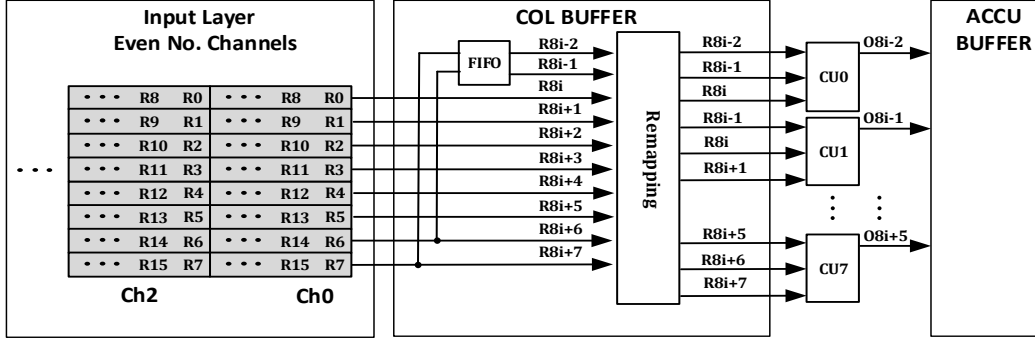 Input Layer
Even No. Channels
COL BUFFER
ACCU
BUFFER
FIFO
R8i-2
R8i-1
R8i
R8i+1
R8i+2
R8i+3
R8i+4
R8i+5
R8i+6
R8i+7
• • • R8 R0 • • • R8 R0
R9 R1 R9 R1
R10 R2 R10 R2
• • • R11 R3 • • • R11 R3
• • • R12 R4 • • • R12 R4
R13 R5 R13 R5
• • • R14 R6 • • • R14 R6
• • • R15 R7 • • • R15 R7
• • •
Ch2 Ch0
Remapping
R8i-2
R8i-1
R8i
R8i-1
R8i
R8i+1
R8i+5
R8i+6
R8i+7
CU0
CU1
CU7
O8i-2
O8i-1
O8i+5